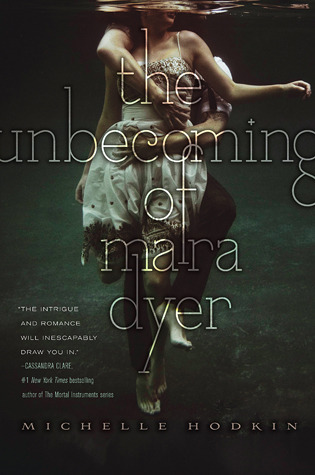 the
unbecoming
of
mara
dyer
"THE INTRIGUE
AND ROMANCE
WILL INESCAPABLY
DRAW YOU IN."
—CASSANDRA CLARE,
#1 New York Times bestselling
author of The Mortal Instruments series
MICHELLE HODKIN